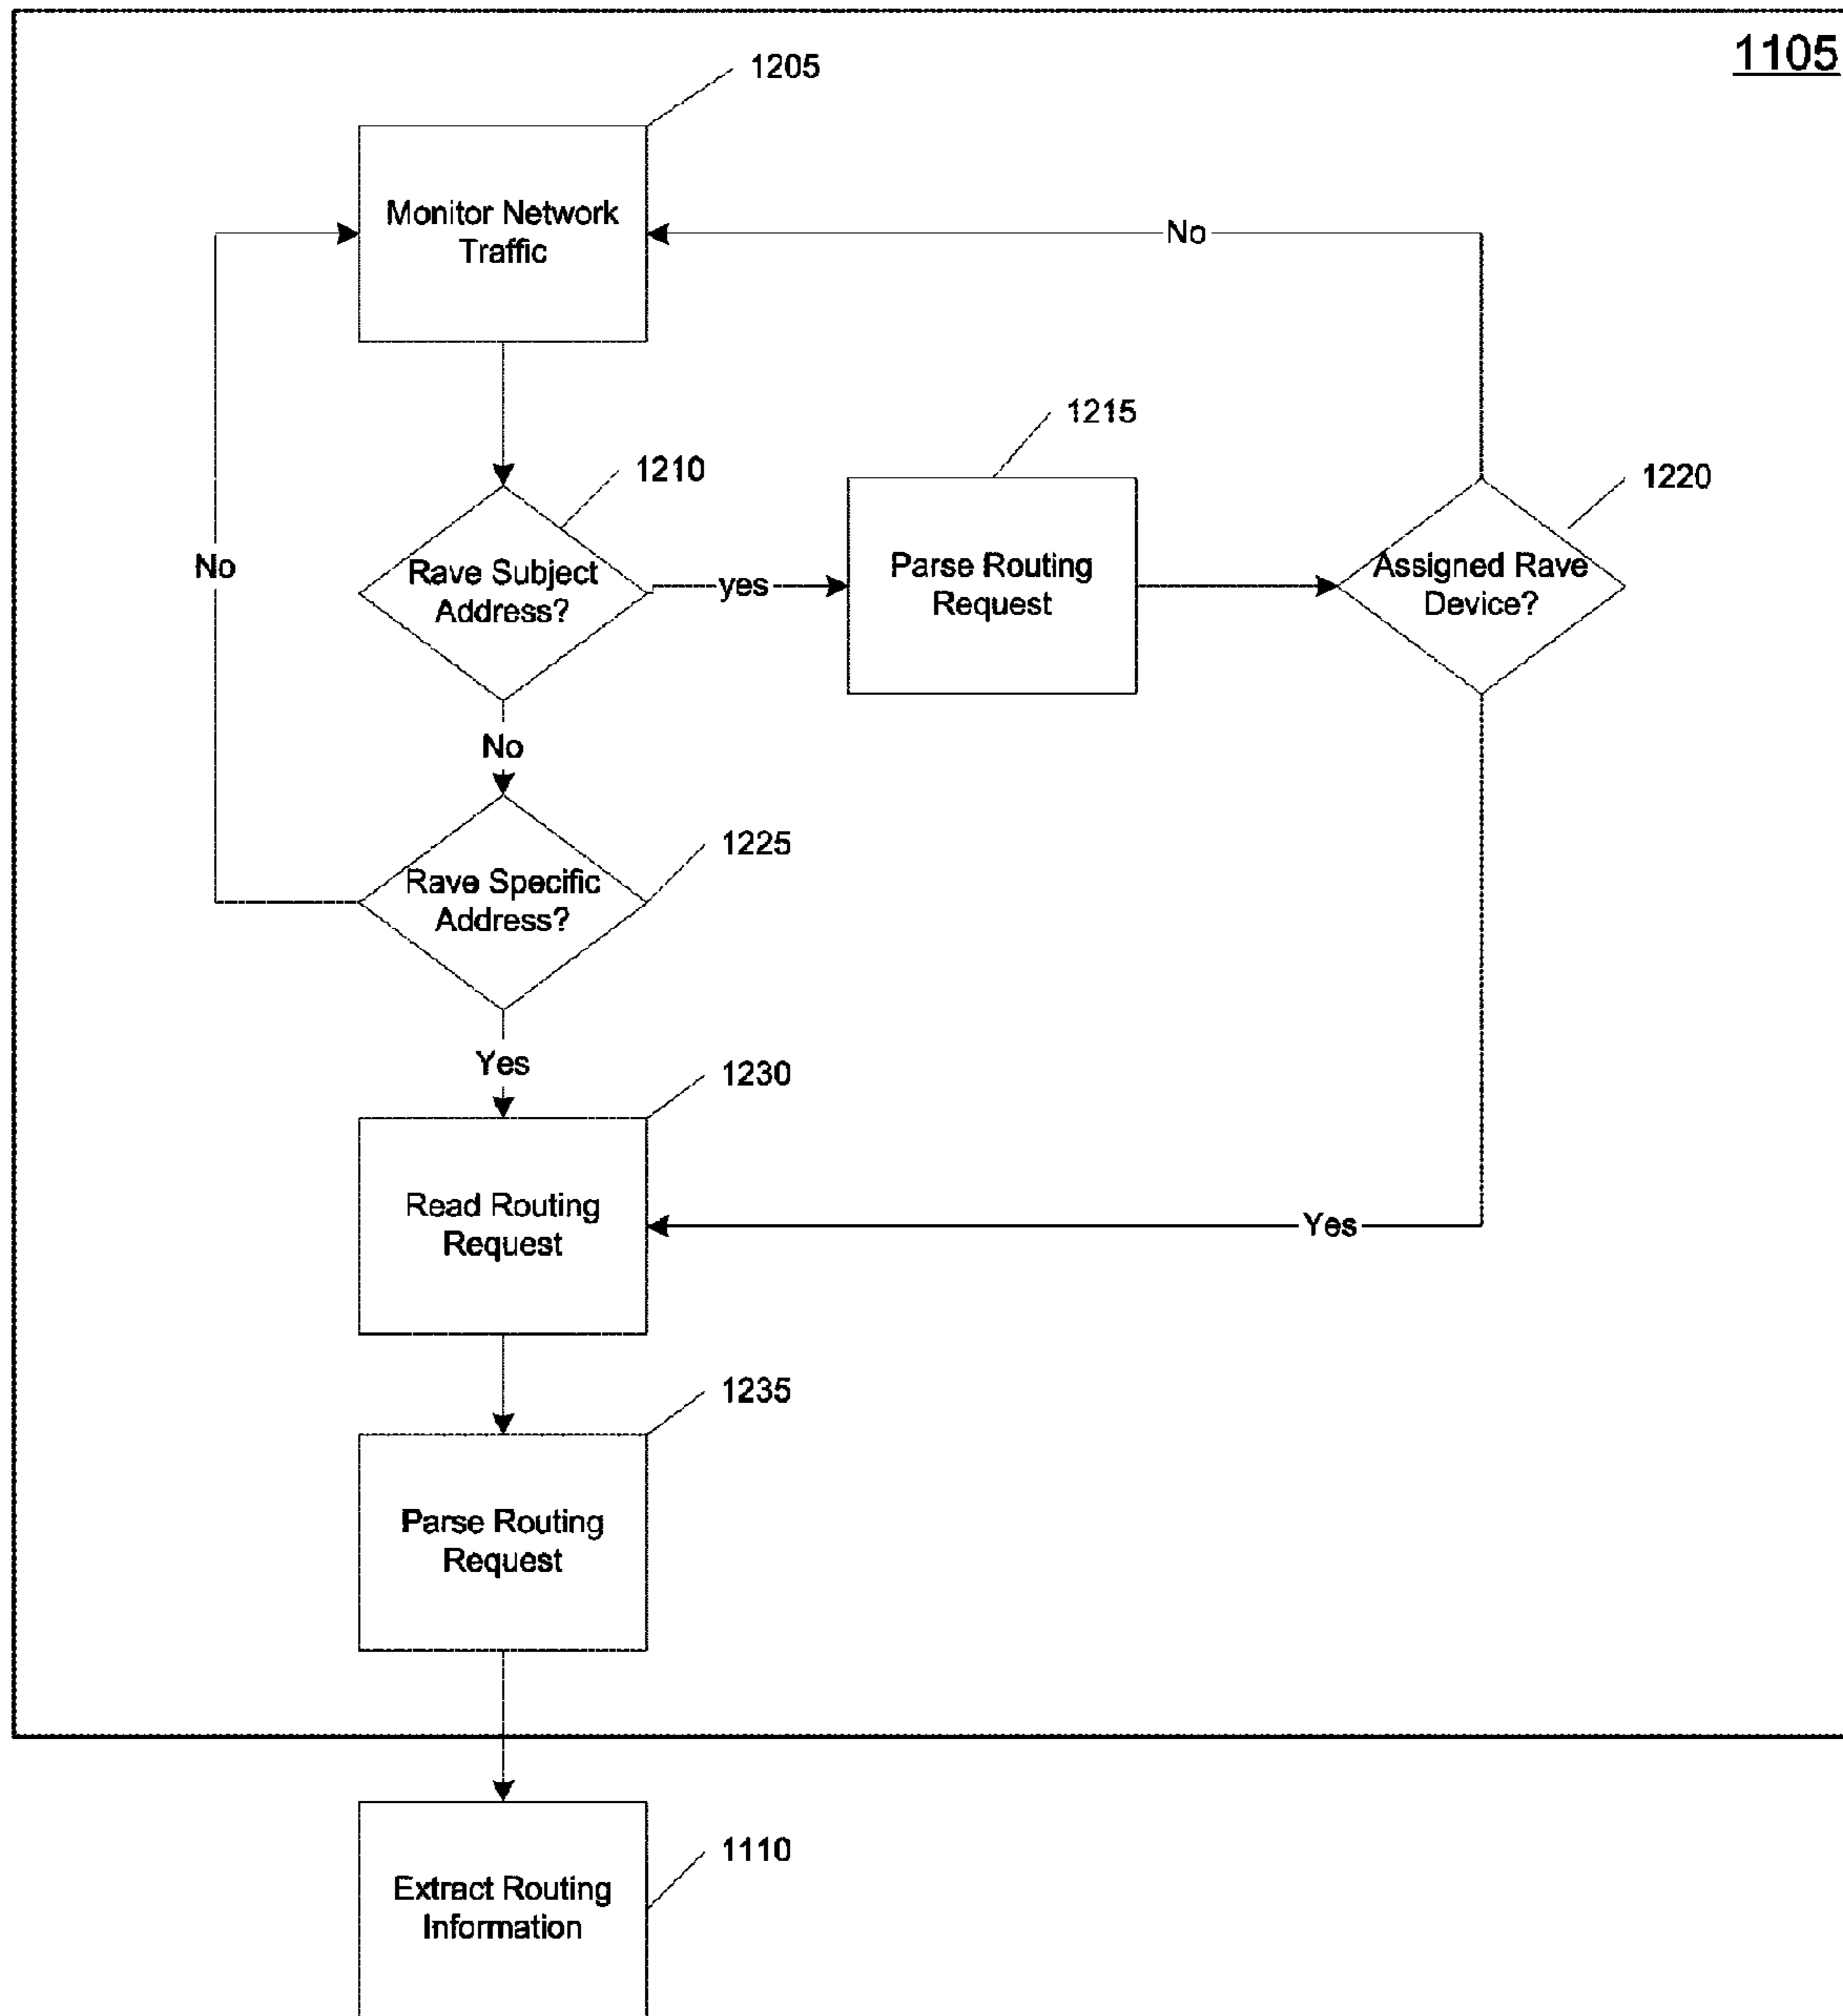 1105
1205
Monitor Network
Traffic
No
1215
1210
1220
No
Rave Subject
Address?
yes
Parse Routing
Request
Assigned Rave
Device?
No
1225
Rave Specific
Address?
Yes
1230
Read Routing
Request
Yes
1235
Parse Routing
Request
1110
Extract Routing
Information